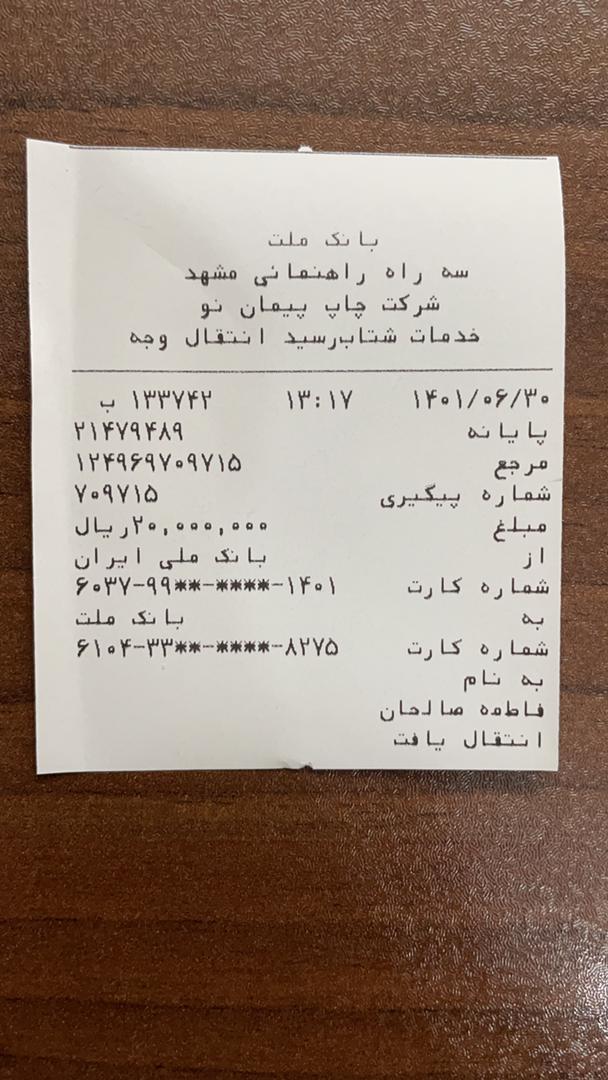 بانک ملت
سه راه راهنمائی مشهد
شرکت چاپ پیمان نو
خدمات شتاب‌رسید انتقال وجه
۱۴۰۱/۰۶/۳۰ ۱۳:۱۷ ۱۳۳۷۴۲ ب
پایانه ۲۱۴۷۹۴۸۹
مرجع ۱۲۴۹۶۹۷۰۹۷۱۵
شماره پیگیری ۷۰۹۷۱۵
مبلغ ۲۰,۰۰۰,۰۰۰ریال
از بانک ملی ایران
شماره کارت ۶۰۳۷-۹۹**-****-۱۴۰۱
به بانک ملت
شماره کارت ۶۱۰۴-۳۳**-****-۸۲۷۵
به نام
فاطمه صالحان
انتقال یافت